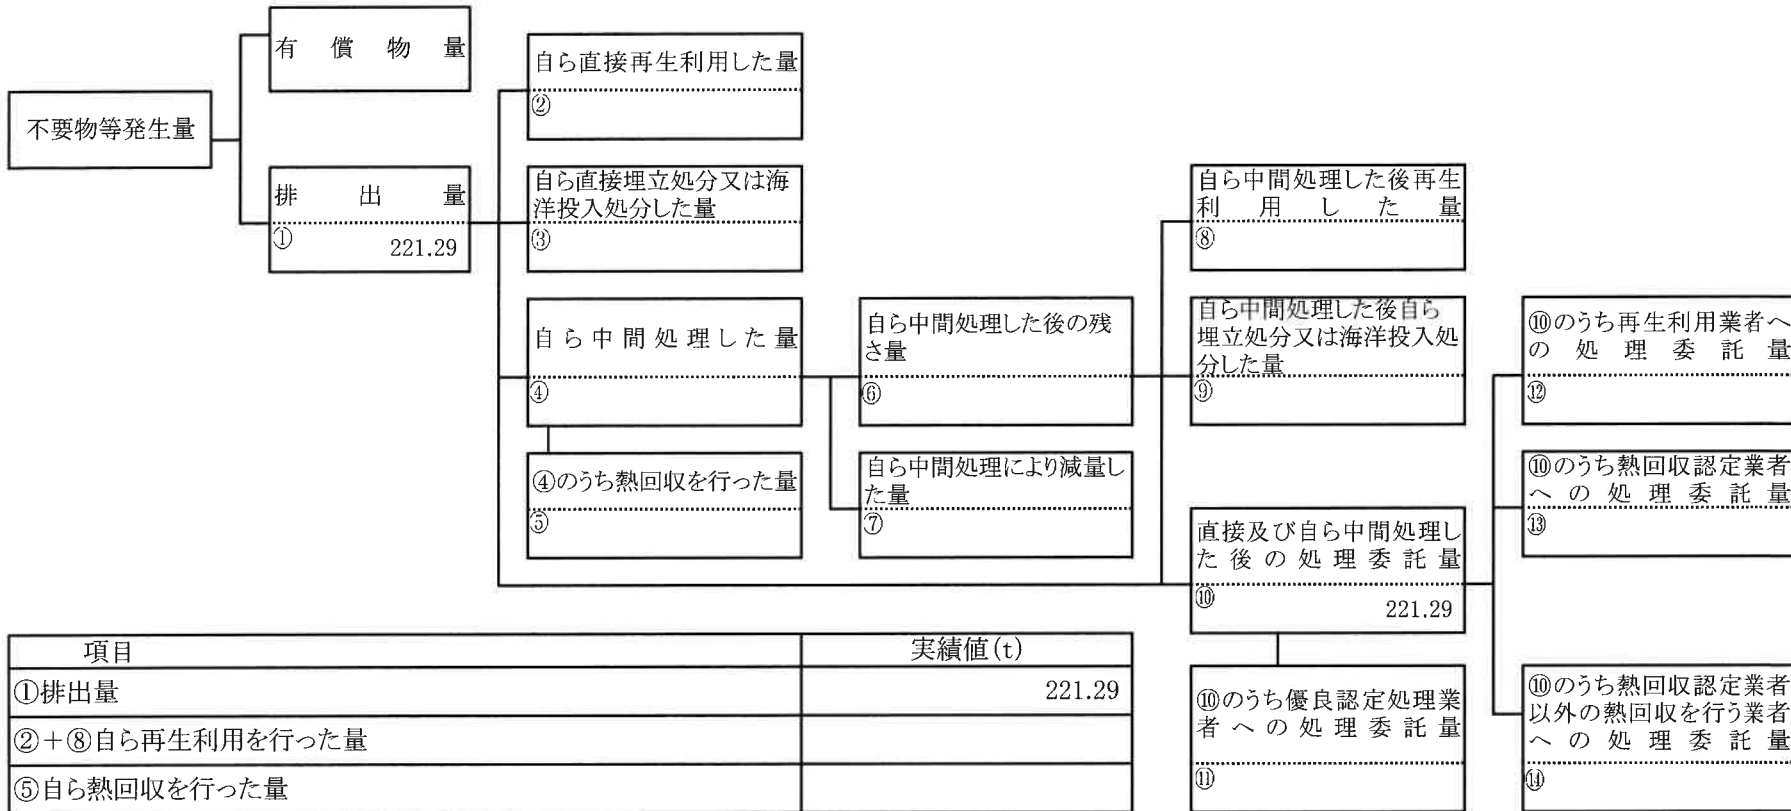 不要物等発生量
有償物量
排出量
①
221.29
自ら直接再生利用した量
②
自ら直接埋立処分又は海
洋投入処分した量
③
自ら中間処理した量
④
④のうち熱回収を行った量
⑤
自ら中間処理した後の残
さ量
⑥
自ら中間処理により減量し
た量
⑦
自ら中間処理した後再生
利用した量
⑧
自ら中間処理した後自ら
埋立処分又は海洋投入処
分した量
⑨
直接及び自ら中間処理し
た後の処理委託量
⑩
221.29
⑩のうち優良認定処理業
者への処理委託量
⑪
⑩のうち再生利用業者へ
の処理委託量
⑫
⑩のうち熱回収認定業者
への処理委託量
⑬
⑩のうち熱回収認定業者
以外の熱回収を行う業者
への処理委託量
⑭
項目 実績値(t)
①排出量 221.29
②+⑧自ら再生利用を行った量
⑤自ら熱回収を行った量